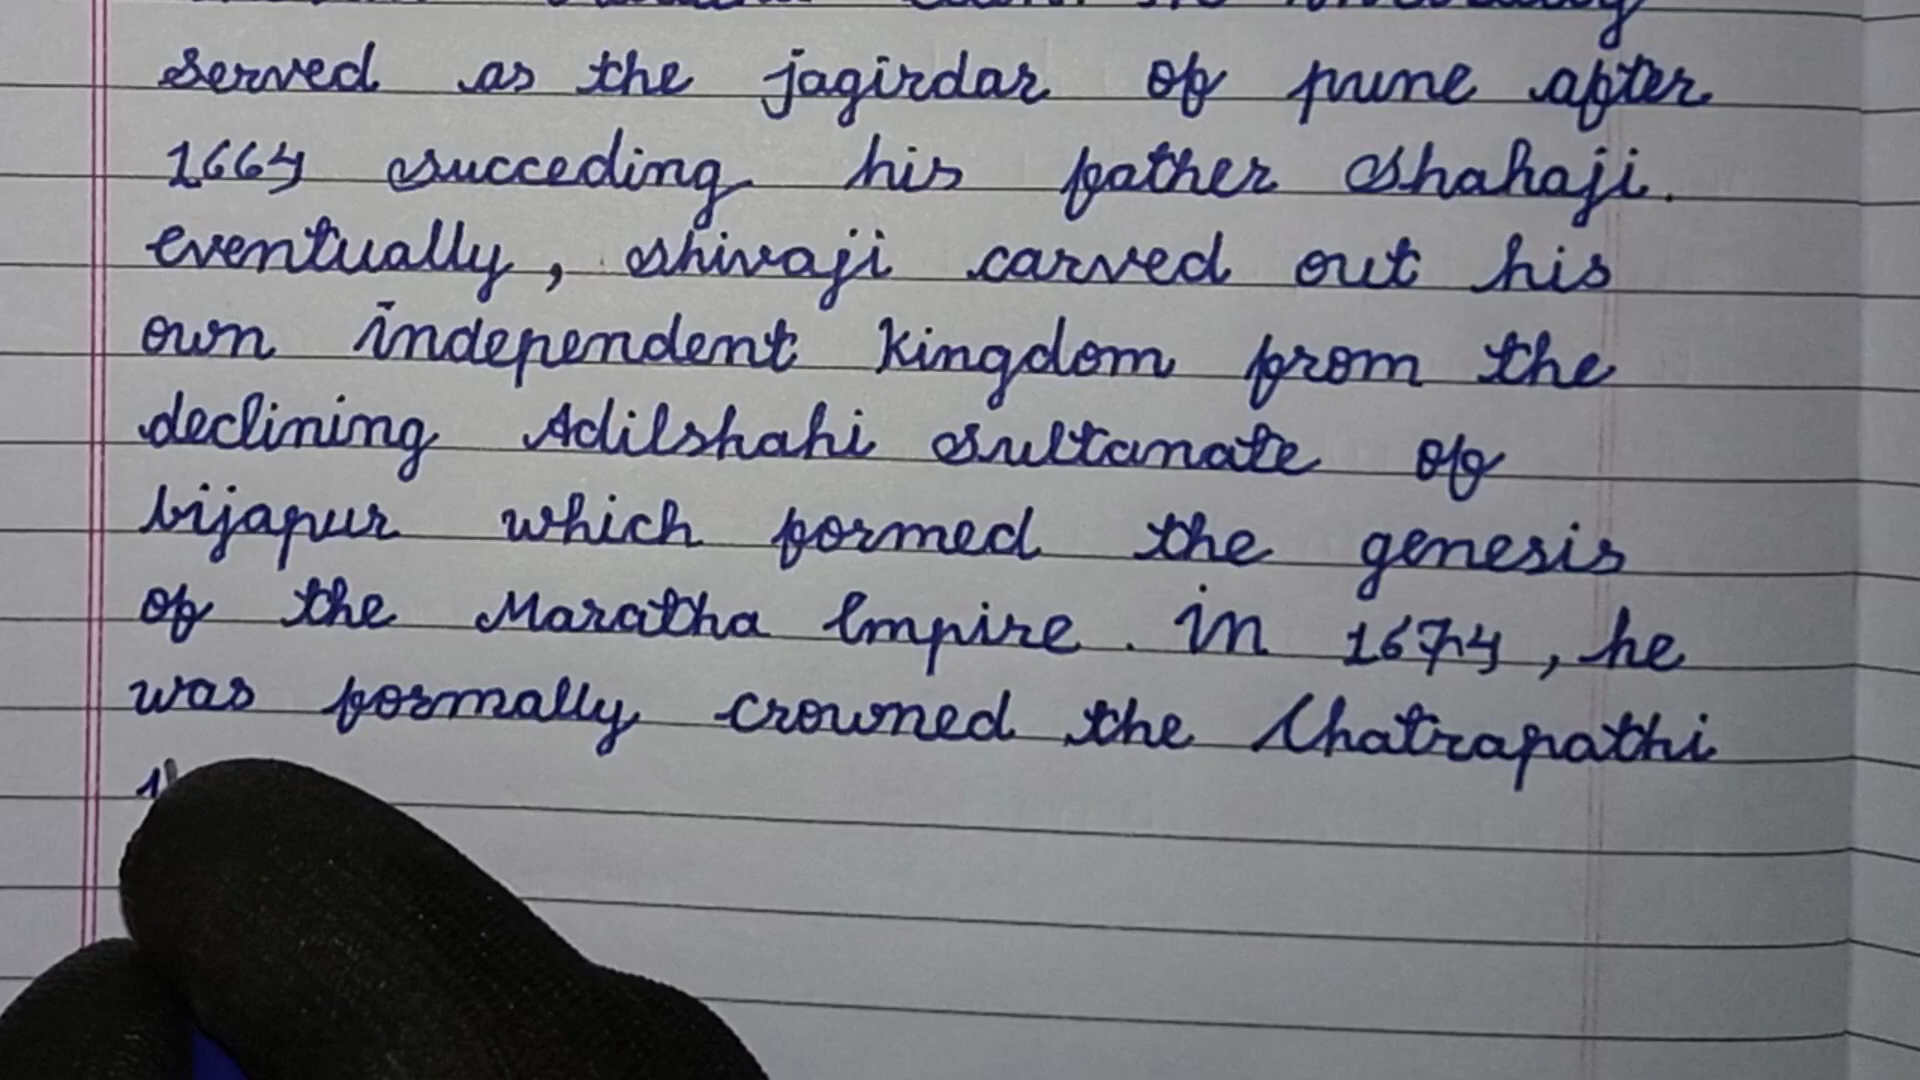 served as the jagirdar of pune after
1664 succeding his father Shahaji.
eventually, shivaji carved out his
own independent kingdom from the
declining Adilshahi Sultanate of
bijapur which formed the genesis
of the Maratha Empire. in 1674, he
was formally crowned the Chatrapathi